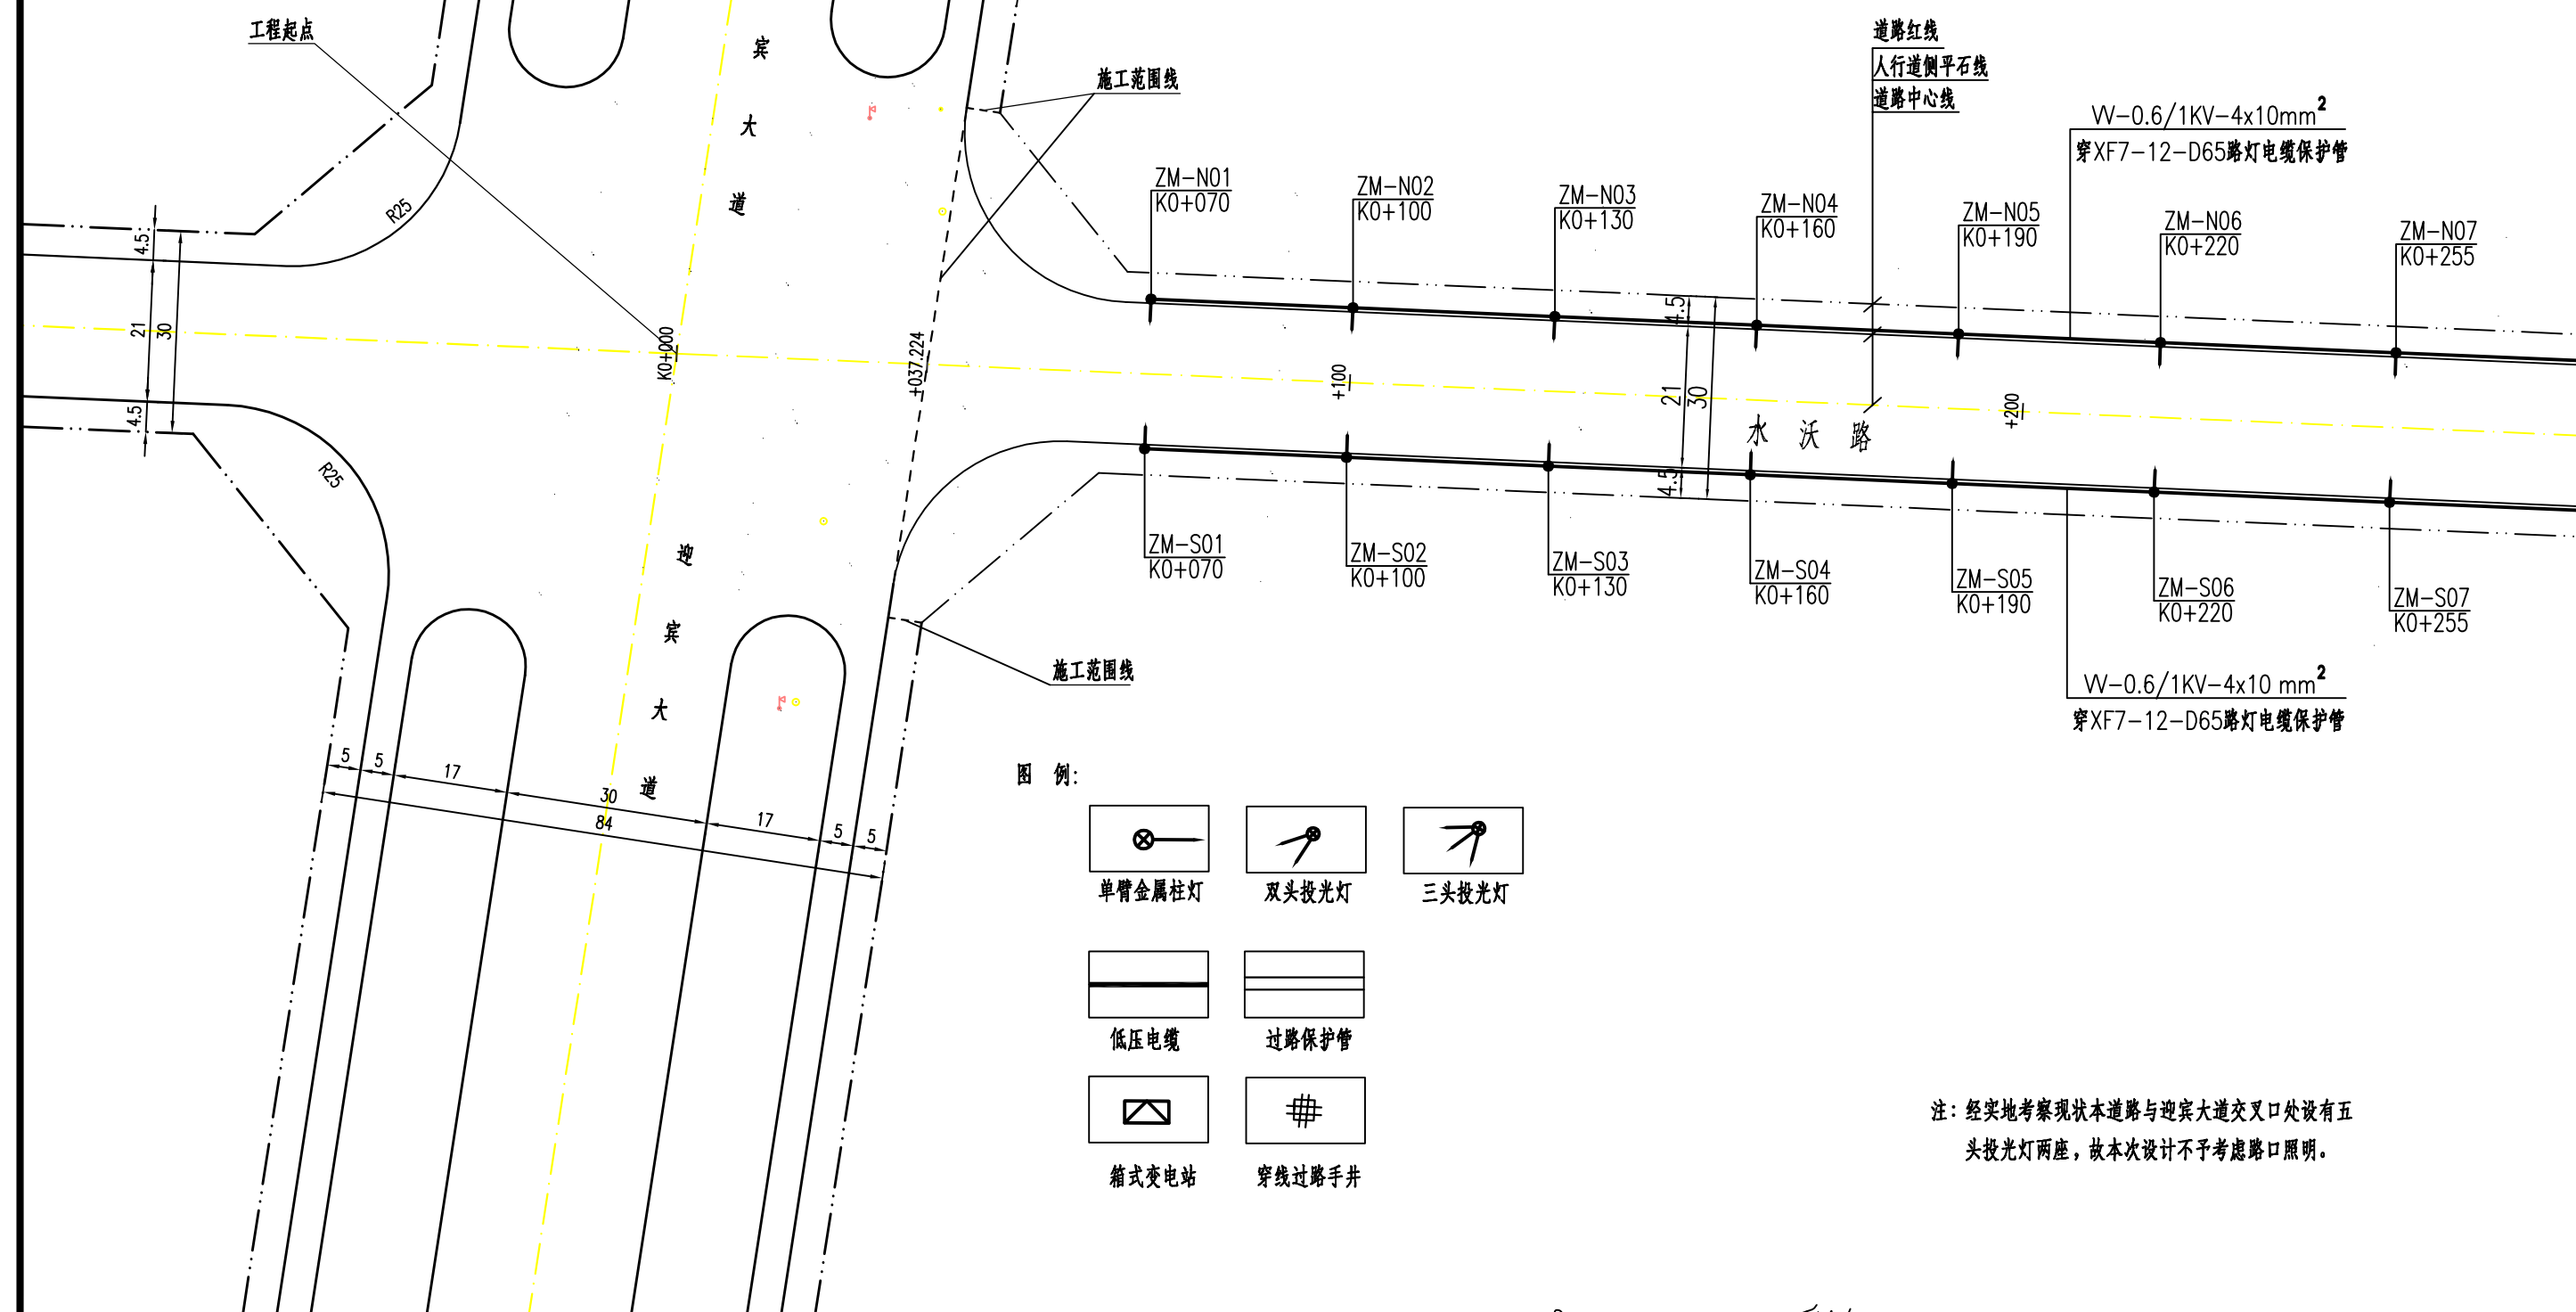 工程起点
宾
大
道
施工范围线
道路红线
人行道侧平石线
道路中心线
VV-0.6/1KV-4x10mm²
穿XF7-12-D65路灯电缆保护管
ZM-N01
K0+070
ZM-N02
K0+100
ZM-N03
K0+130
ZM-N04
K0+160
ZM-N05
K0+190
ZM-N06
K0+220
ZM-N07
K0+255
R25
4.5
21
30
4.5
K0+000
+037.224
+100
4.5
21
30
4.5
+200
水 沃 路
R25
ZM-S01
K0+070
ZM-S02
K0+100
ZM-S03
K0+130
ZM-S04
K0+160
ZM-S05
K0+190
ZM-S06
K0+220
ZM-S07
K0+255
迎
宾
大
道
施工范围线
VV-0.6/1KV-4x10 mm²
穿XF7-12-D65路灯电缆保护管
5 5 17 30 17 5 5
84
图 例:
单臂金属柱灯 双头投光灯 三头投光灯
低压电缆 过路保护管
箱式变电站 穿线过路手井
注：经实地考察现状本道路与迎宾大道交叉口处设有五
头投光灯两座，故本次设计不予考虑路口照明。